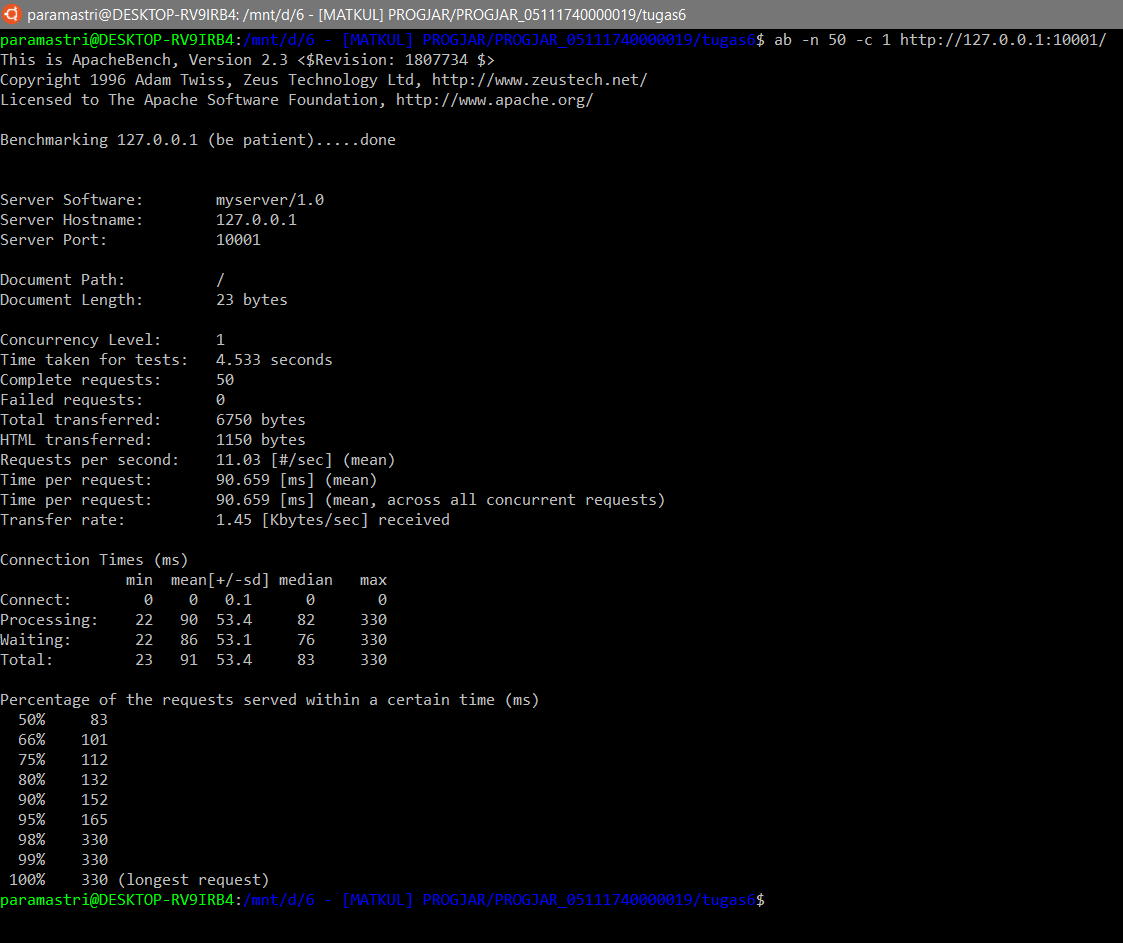 paramastri@DESKTOP-RV9IRB4: /mnt/d/6 - [MATKUL] PROGJAR/PROGJAR_05111740000019/tugas6
paramastri@DESKTOP-RV9IRB4:/mnt/d/6 - [MATKUL] PROGJAR/PROGJAR_05111740000019/tugas6$ ab -n 50 -c 1 http://127.0.0.1:10001/
This is ApacheBench, Version 2.3 <$Revision: 1807734 $>
Copyright 1996 Adam Twiss, Zeus Technology Ltd, http://www.zeustech.net/
Licensed to The Apache Software Foundation, http://www.apache.org/

Benchmarking 127.0.0.1 (be patient).....done


Server Software:        myserver/1.0
Server Hostname:        127.0.0.1
Server Port:            10001

Document Path:          /
Document Length:        23 bytes

Concurrency Level:      1
Time taken for tests:   4.533 seconds
Complete requests:      50
Failed requests:        0
Total transferred:      6750 bytes
HTML transferred:       1150 bytes
Requests per second:    11.03 [#/sec] (mean)
Time per request:       90.659 [ms] (mean)
Time per request:       90.659 [ms] (mean, across all concurrent requests)
Transfer rate:          1.45 [Kbytes/sec] received

Connection Times (ms)
              min  mean[+/-sd] median   max
Connect:        0    0   0.1      0       0
Processing:    22   90  53.4     82     330
Waiting:       22   86  53.1     76     330
Total:         23   91  53.4     83     330

Percentage of the requests served within a certain time (ms)
  50%     83
  66%    101
  75%    112
  80%    132
  90%    152
  95%    165
  98%    330
  99%    330
 100%    330 (longest request)
paramastri@DESKTOP-RV9IRB4:/mnt/d/6 - [MATKUL] PROGJAR/PROGJAR_05111740000019/tugas6$